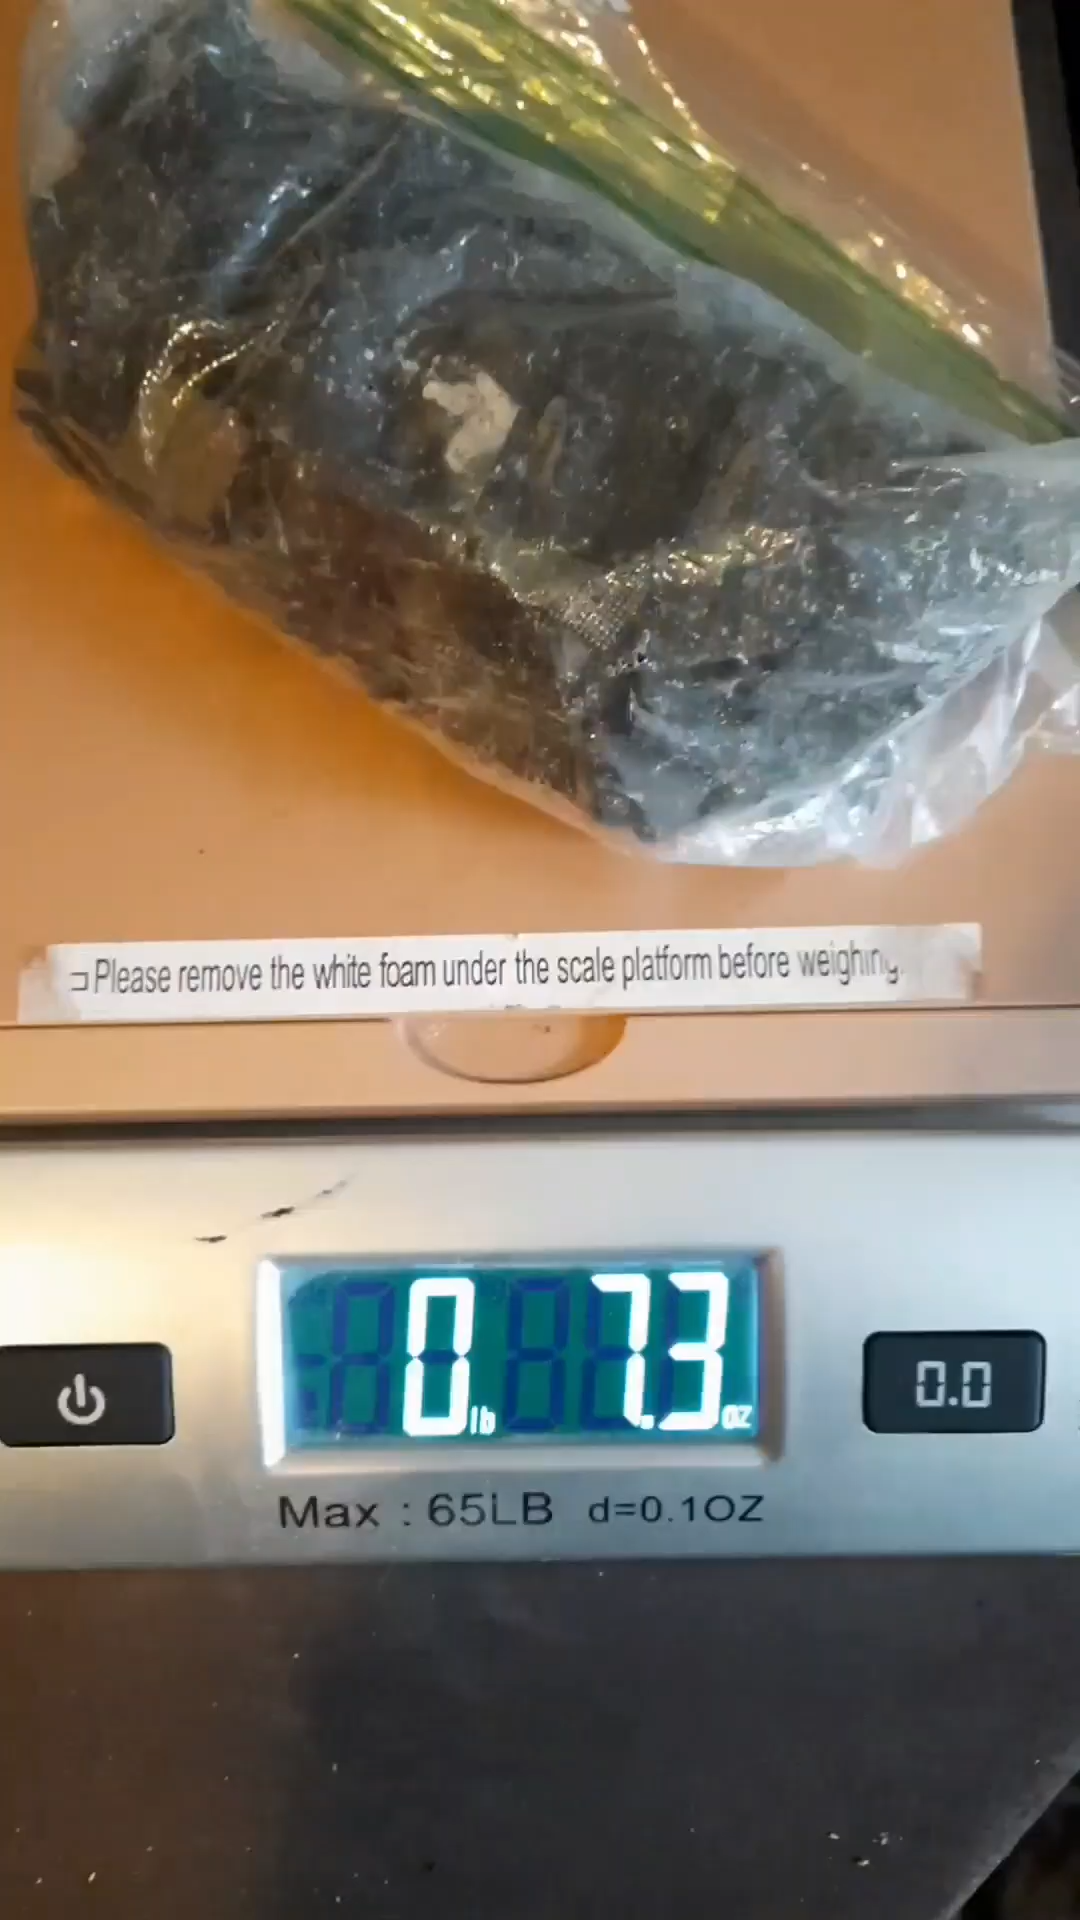 Please remove the white foam under the scale platform before weighing.
0 lb 7.3 oz
0.0
Max : 65LB d=0.1OZ